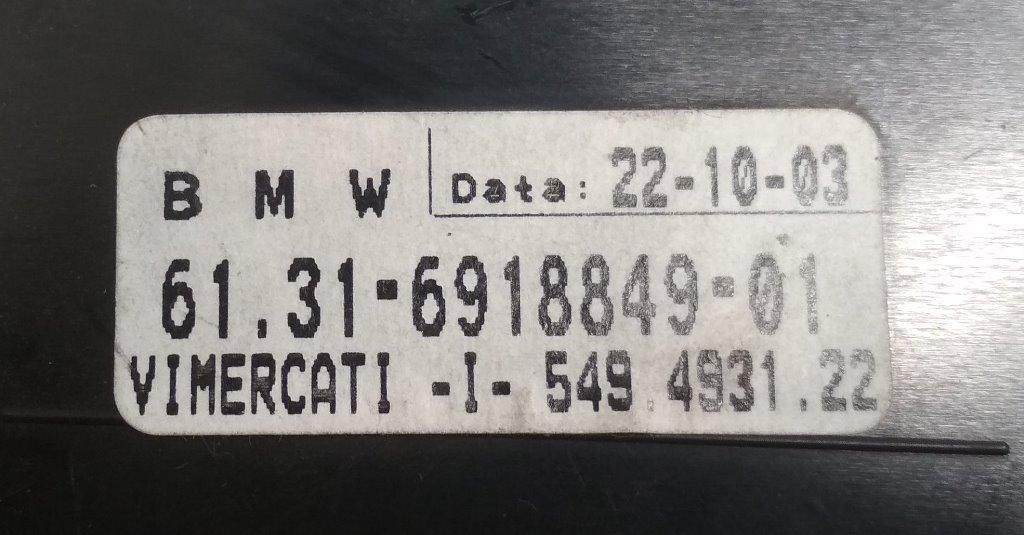 B M W Data: 22-10-03
61.31-6918849-01
VIMERCATI -I- 549.4931.22